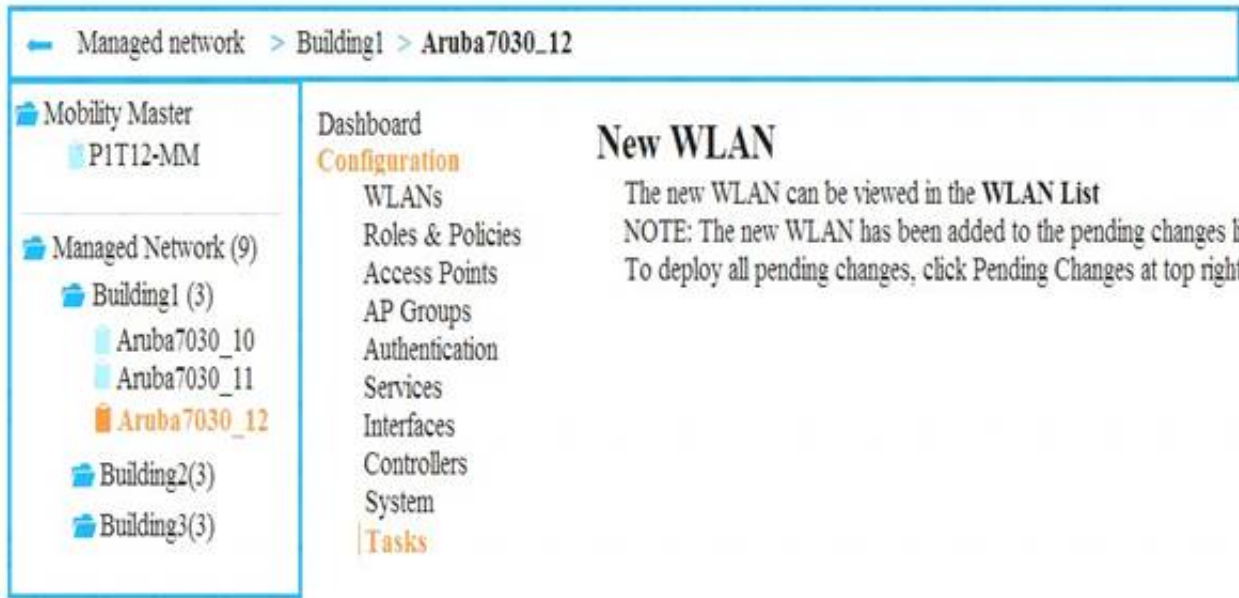 Managed network > Building1 > Aruba7030_12
Mobility Master
P1T12-MM
Managed Network (9)
Building1 (3)
Aruba7030_10
Aruba7030_11
Aruba7030_12
Building2(3)
Building3(3)
Dashboard
Configuration
WLANs
Roles & Policies
Access Points
AP Groups
Authentication
Services
Interfaces
Controllers
System
Tasks
New WLAN
The new WLAN can be viewed in the WLAN List
NOTE: The new WLAN has been added to the pending changes
To deploy all pending changes, click Pending Changes at top right